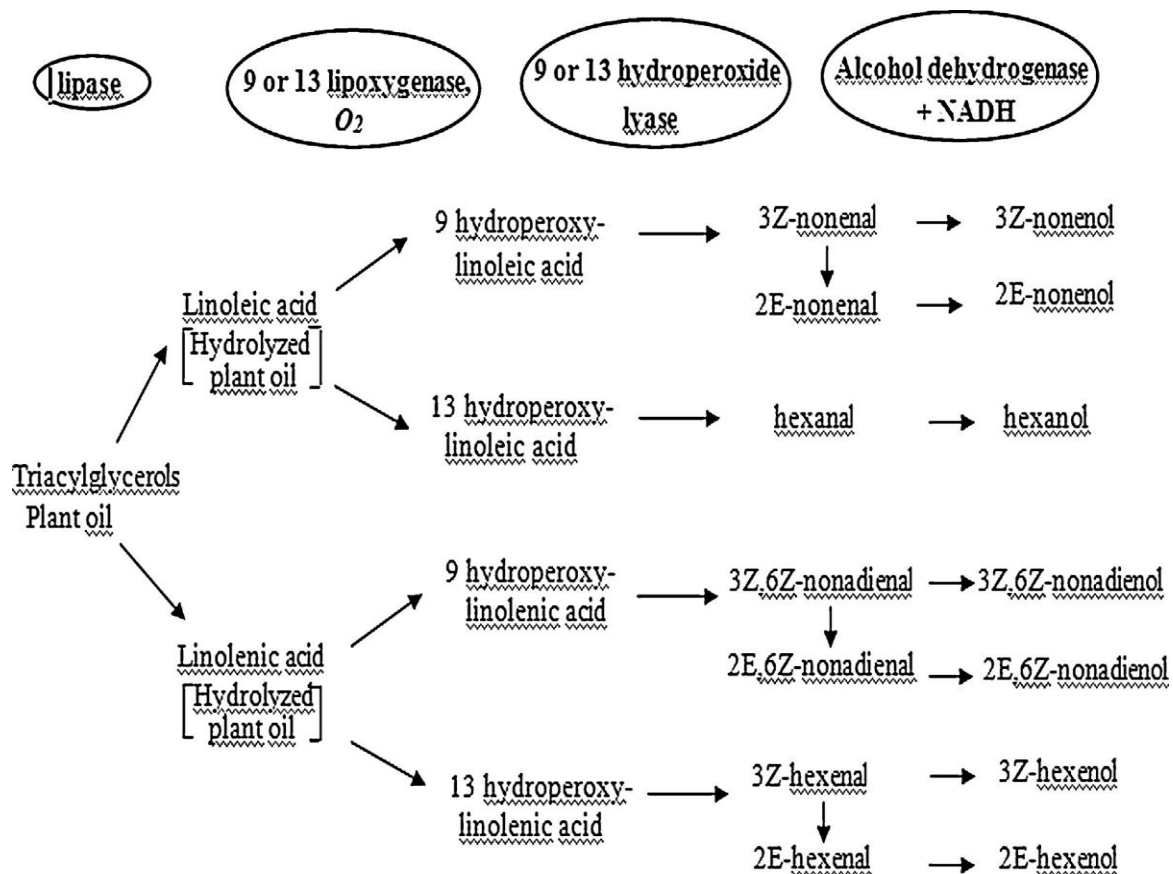 lipase
9 or 13 lipoxygenase,
O2
9 or 13 hydroperoxide
lyase
Alcohol dehydrogenase
+ NADH
9 hydroperoxy-
linoleic acid
3Z-nonenal
3Z-nonenol
2E-nonenal
2E-nonenol
Linoleic acid
[Hydrolyzed
plant oil]
13 hydroperoxy-
linoleic acid
hexanal
hexanol
Triacylglycerols
Plant oil
9 hydroperoxy-
linolenic acid
3Z,6Z-nonadienal
3Z,6Z-nonadienol
2E,6Z-nonadienal
2E,6Z-nonadienol
Linolenic acid
[Hydrolyzed
plant oil]
13 hydroperoxy-
linolenic acid
3Z-hexenal
3Z-hexenol
2E-hexenal
2E-hexenol